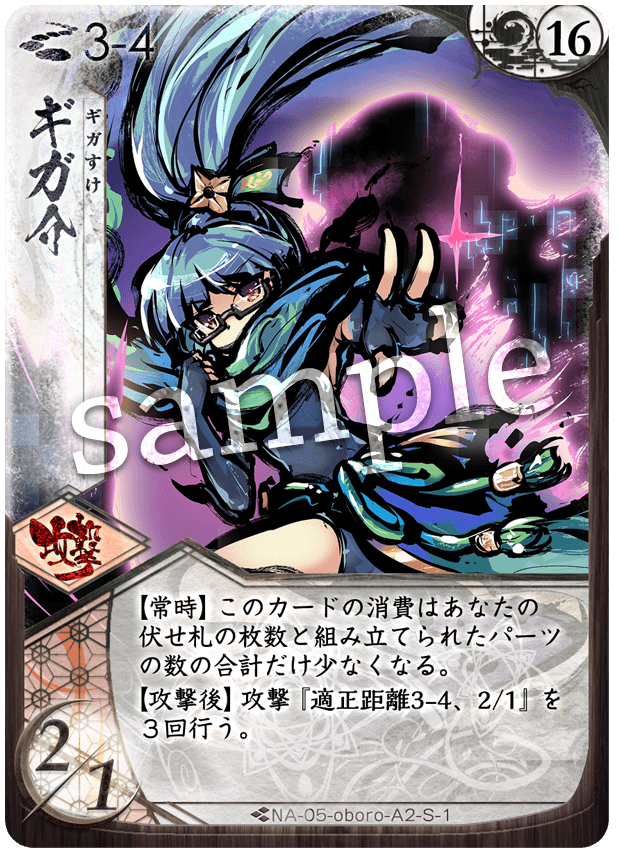 3-4
16
ギガ介
ギガすけ
sample
攻撃
【常時】このカードの消費はあなたの
伏せ札の枚数と組み立てられたパーツ
の数の合計だけ少なくなる。
【攻撃後】攻撃『適正距離3-4、2/1』を
３回行う。
2/1
NA-05-oboro-A2-S-1